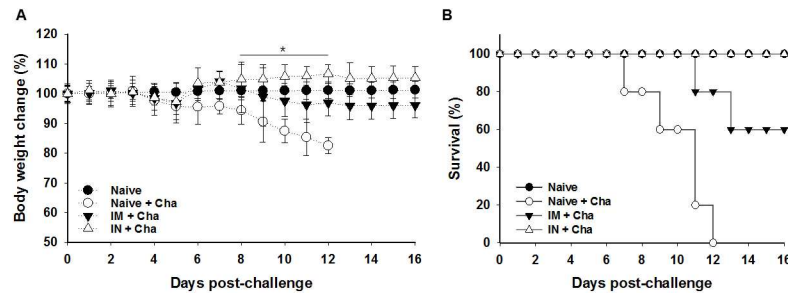 A
Body weight change (%)
120
110
100
90
80
70
60
50
*
Naive
Naive + Cha
IM + Cha
IN + Cha
0 2 4 6 8 10 12 14 16
Days post-challenge
B
Survival (%)
100
80
60
40
20
0
Naive
Naive + Cha
IM + Cha
IN + Cha
0 2 4 6 8 10 12 14 16
Days post-challenge